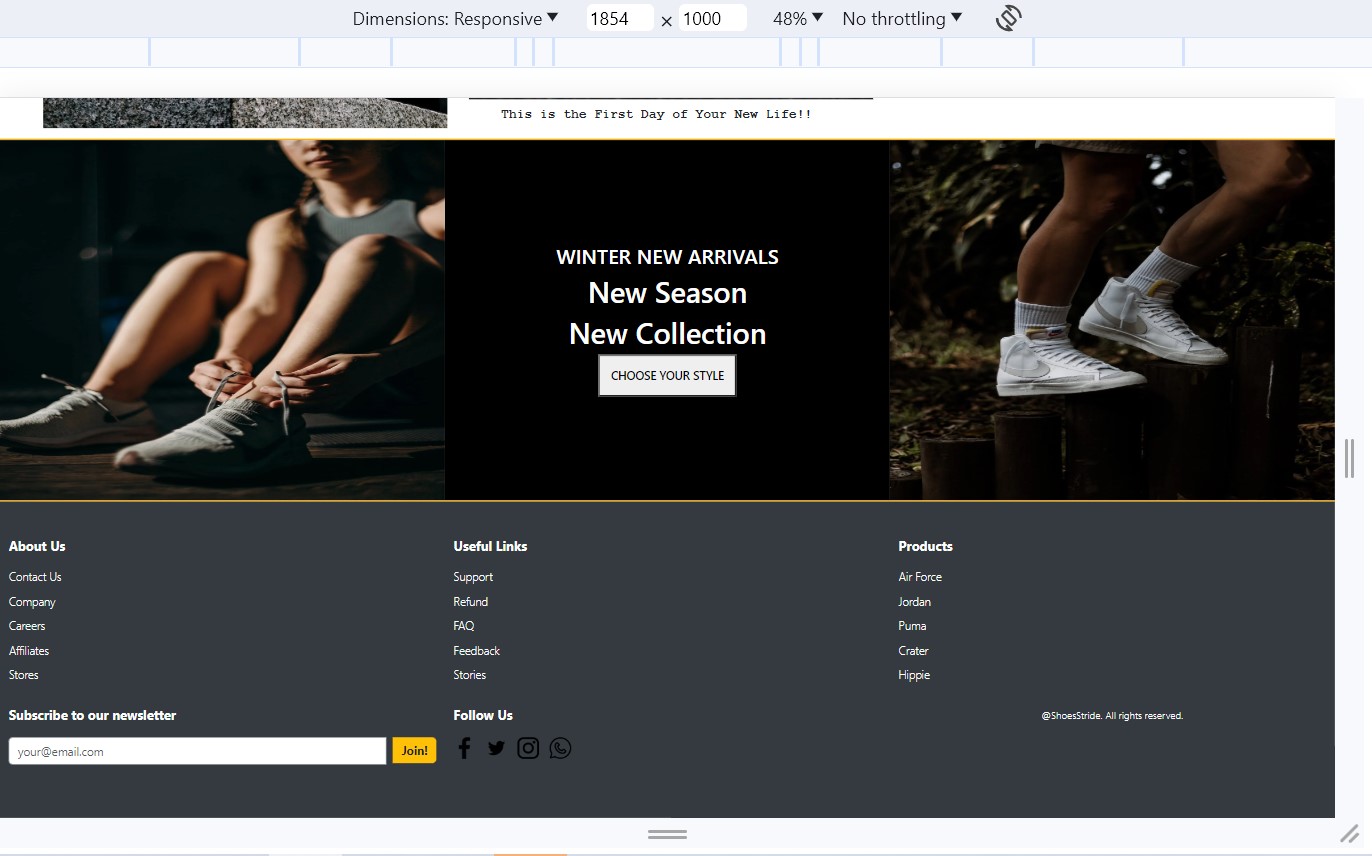 Dimensions: Responsive ▼ 1854 × 1000 48% ▼ No throttling ▼
This is the First Day of Your New Life!!
WINTER NEW ARRIVALS
New Season
New Collection
CHOOSE YOUR STYLE
About Us
Contact Us
Company
Careers
Affiliates
Stores
Useful Links
Support
Refund
FAQ
Feedback
Stories
Products
Air Force
Jordan
Puma
Crater
Hippie
Subscribe to our newsletter
your@email.com
Join!
Follow Us
@ShoesStride. All rights reserved.